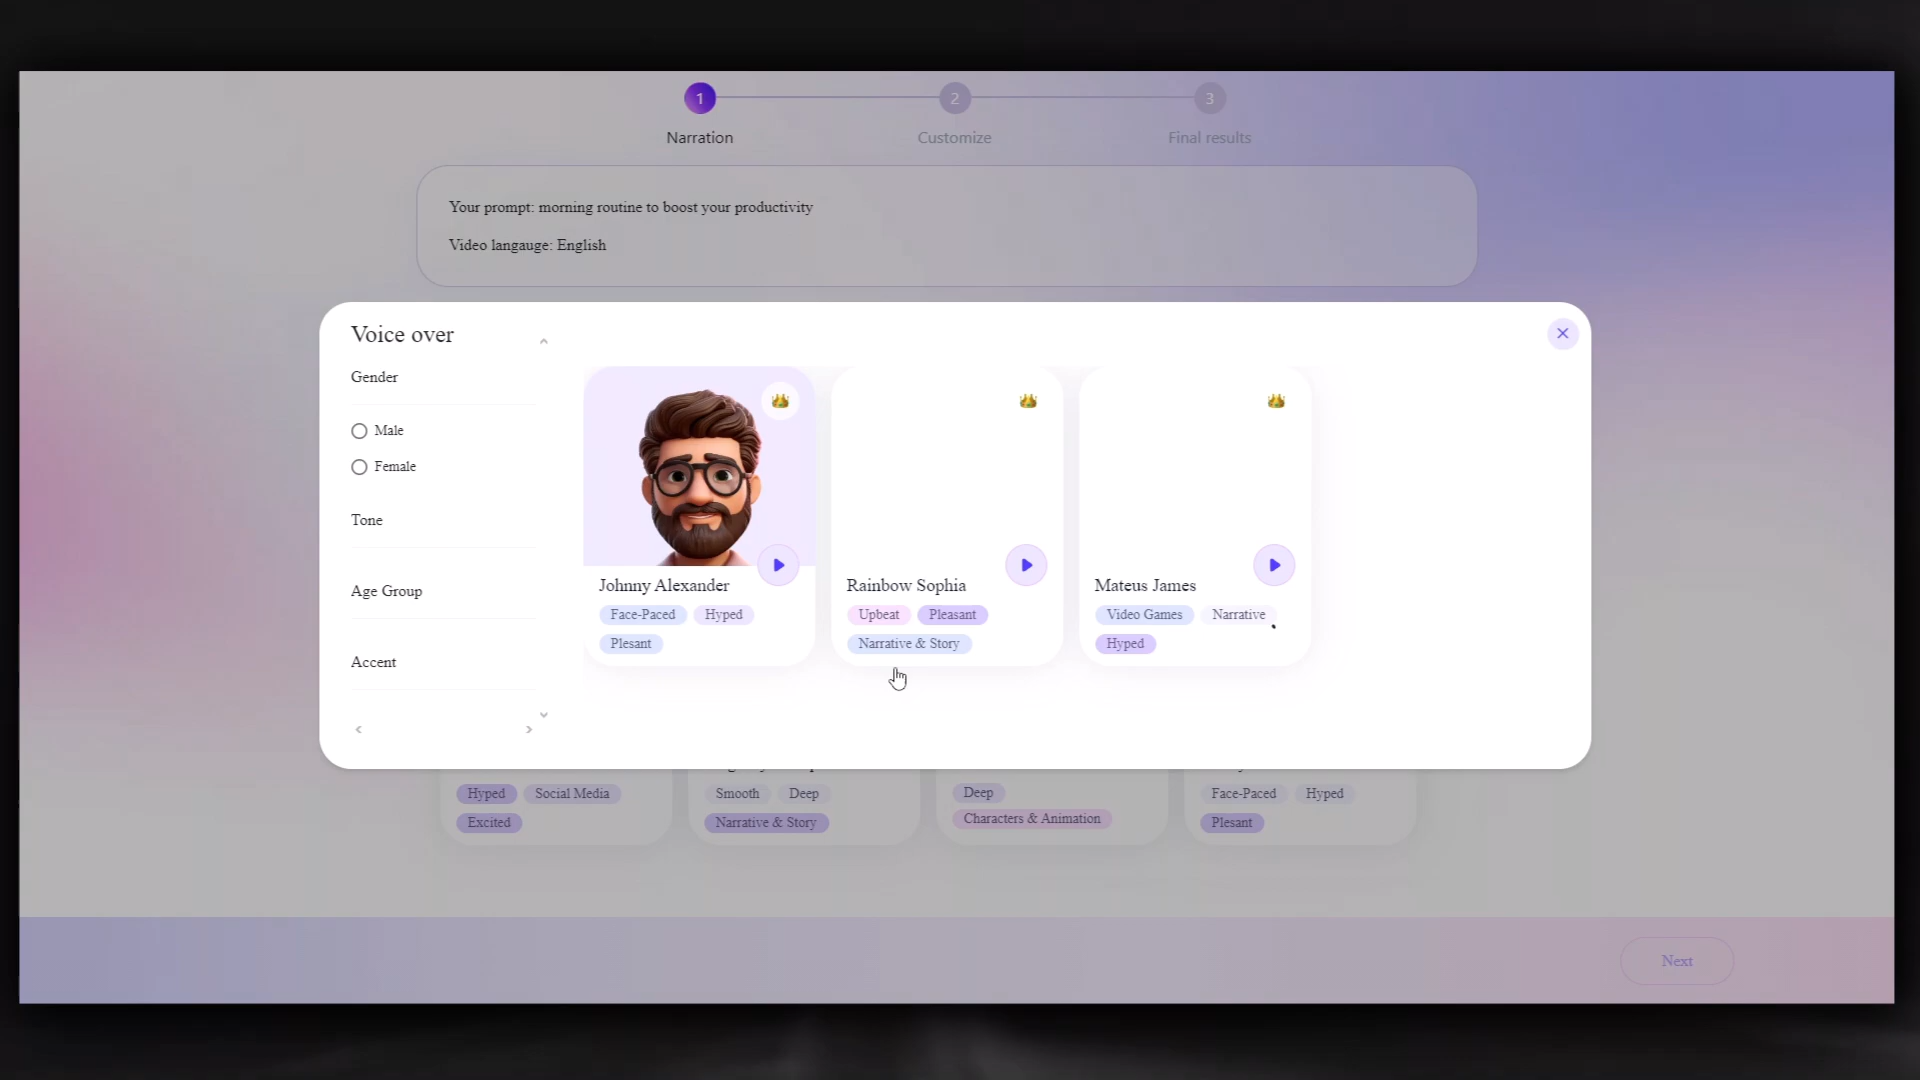 1
2
3
Narration
Customize
Final results
Your prompt: morning routine to boost your productivity
Video langauge: English
Voice over
Gender
Male
Female
Tone
Age Group
Accent
Johnny Alexander
Face-Paced
Hyped
Plesant
Rainbow Sophia
Upbeat
Pleasant
Narrative & Story
Mateus James
Video Games
Narrative
Hyped
Hyped
Social Media
Excited
Smooth
Deep
Narrative & Story
Deep
Characters & Animation
Face-Paced
Hyped
Plesant
Next